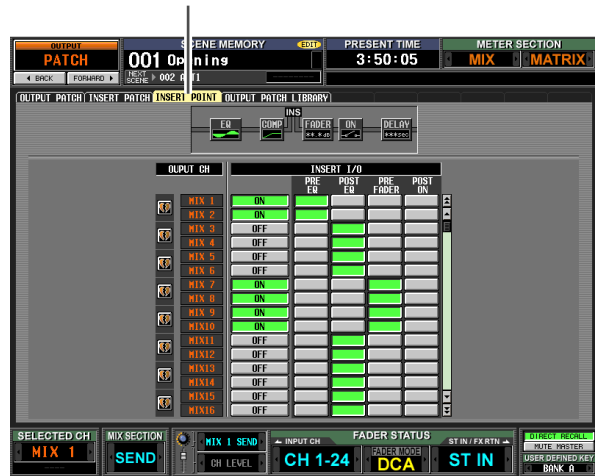 OUTPUT
PATCH
SCENE MEMORY
EDIT
PRESENT TIME
METER SECTION
001 Opening
3:50:05
MIX
MATRIX
BACK
FORWARD
NEXT SCENE
002
OUTPUT PATCH
INSERT PATCH
INSERT POINT
OUTPUT PATCH LIBRARY
INS
EQ
COMP
FADER
**.* dB
ON
DELAY
***sec
OUPUT CH
INSERT I/O
PRE EQ
POST EQ
PRE FADER
POST ON
MIX 1 ON
MIX 2 ON
MIX 3 OFF
MIX 4 OFF
MIX 5 OFF
MIX 6 OFF
MIX 7 ON
MIX 8 ON
MIX 9 ON
MIX10 ON
MIX11 OFF
MIX12 OFF
MIX13 OFF
MIX14 OFF
MIX15 OFF
MIX16 OFF
SELECTED CH
MIX SECTION
FADER STATUS
MIX 1
SEND
MIX 1 SEND
CH LEVEL
INPUT CH
CH 1-24
FADER MODE
DCA
ST IN / FX RTN
ST IN
DIRECT RECALL
MUTE MASTER
USER DEFINED KEY
BANK A